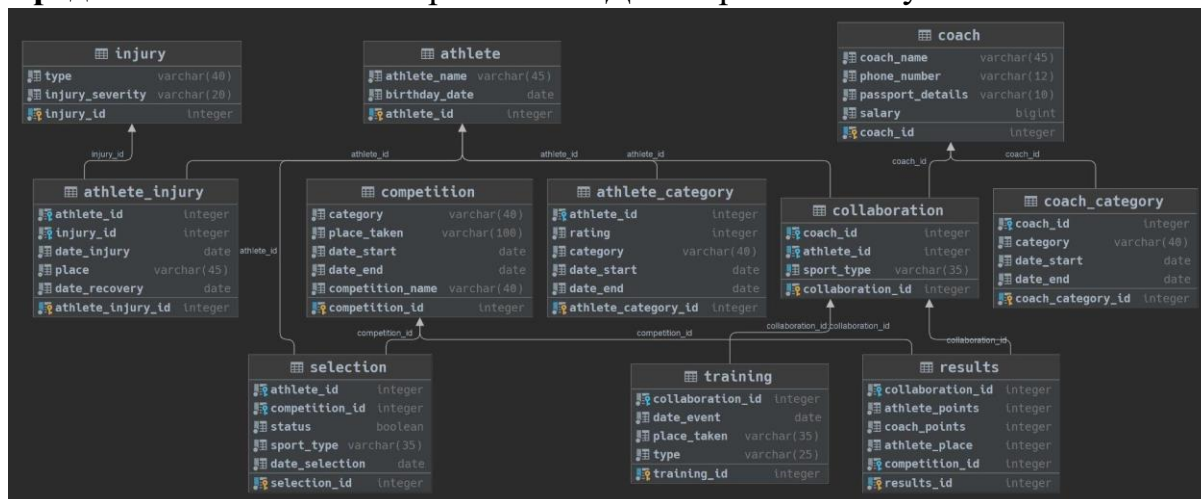 injury
type varchar(40)
injury_severity varchar(20)
injury_id integer
athlete
athlete_name varchar(45)
birthday_date date
athlete_id integer
coach
coach_name varchar(45)
phone_number varchar(12)
passport_details varchar(10)
salary bigint
coach_id integer
injury_id
athlete_id
athlete_id
athlete_id
coach_id
coach_id
athlete_injury
athlete_id integer
injury_id integer
date_injury date
place varchar(45)
date_recovery date
athlete_injury_id integer
athlete_id
competition
category varchar(40)
place_taken varchar(100)
date_start date
date_end date
competition_name varchar(40)
competition_id integer
athlete_category
athlete_id integer
rating integer
category varchar(40)
date_start date
date_end date
athlete_category_id integer
collaboration
coach_id integer
athlete_id integer
sport_type varchar(35)
collaboration_id integer
coach_category
coach_id integer
category varchar(40)
date_start date
date_end date
coach_category_id integer
competition_id
competition_id
collaboration_id
collaboration_id
collaboration_id
selection
athlete_id integer
competition_id integer
status boolean
sport_type varchar(35)
date_selection date
selection_id integer
training
collaboration_id integer
date_event date
place_taken varchar(35)
type varchar(25)
training_id integer
results
collaboration_id integer
athlete_points integer
coach_points integer
athlete_place integer
competition_id integer
results_id integer